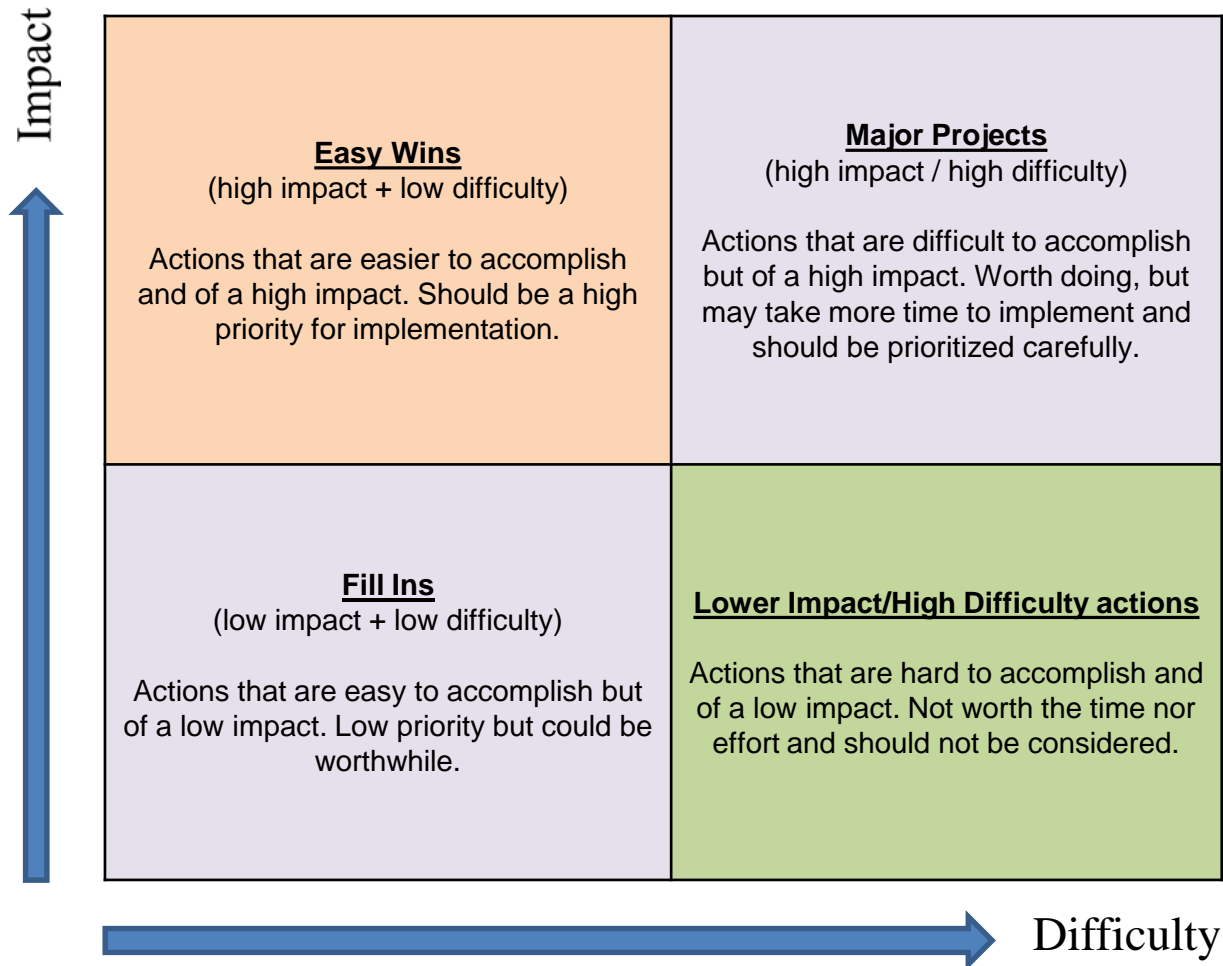 Impact
Easy Wins
(high impact + low difficulty)
Actions that are easier to accomplish
and of a high impact. Should be a high
priority for implementation.
Major Projects
(high impact / high difficulty)
Actions that are difficult to accomplish
but of a high impact. Worth doing, but
may take more time to implement and
should be prioritized carefully.
Fill Ins
(low impact + low difficulty)
Actions that are easy to accomplish but
of a low impact. Low priority but could be
worthwhile.
Lower Impact/High Difficulty actions
Actions that are hard to accomplish and
of a low impact. Not worth the time nor
effort and should not be considered.
Difficulty